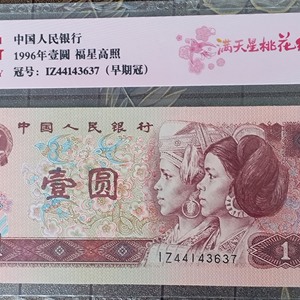 中国人民银行
1996年壹圆 福星高照
冠号：IZ44143637（早期冠）
满天星桃花红
中国人民银行
壹圆
IZ44143637
1